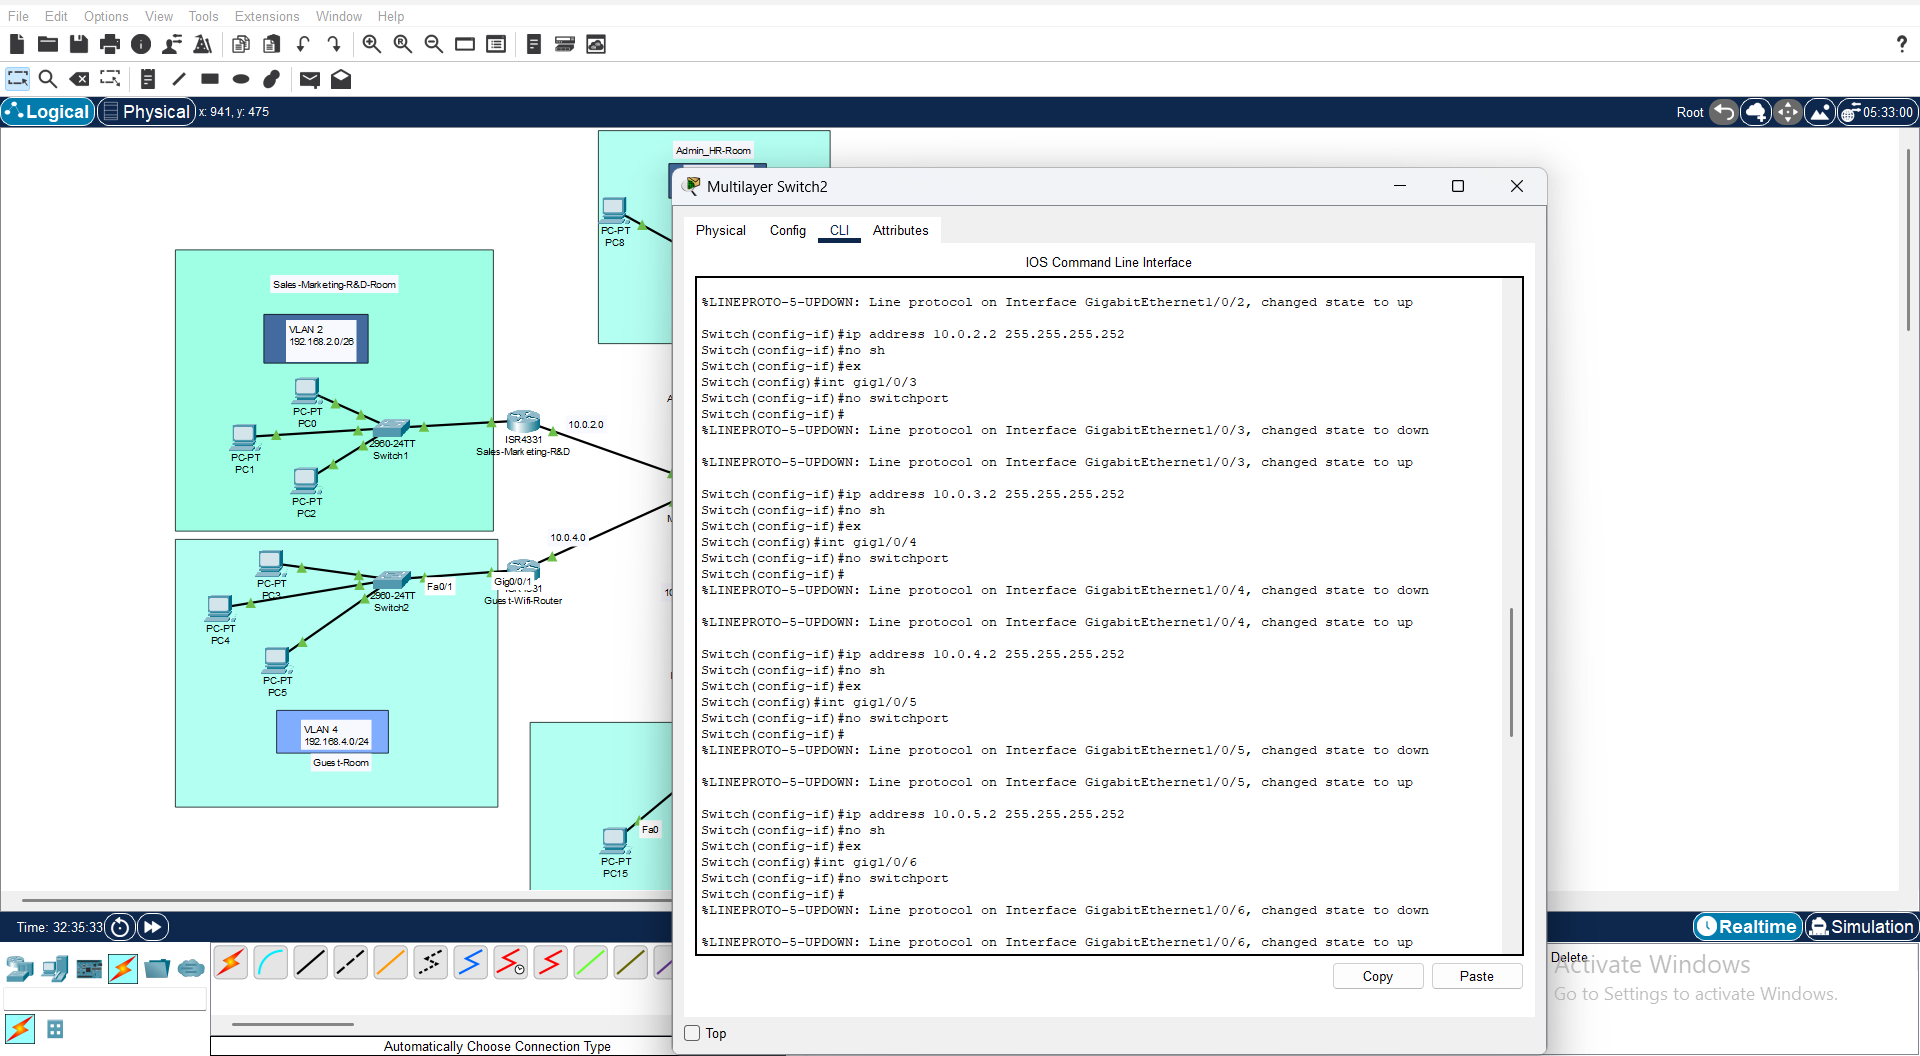 File Edit Options View Tools Extensions Window Help
Logical Physical x: 941, y: 475
Root 05:33:00
Admin_HR-Room
PC-PT
PC8
Sales-Marketing-R&D-Room
VLAN 2
192.168.2.0/26
PC-PT
PC0
PC-PT
PC1
2960-24TT
Switch1
PC-PT
PC2
ISR4331
Sales-Marketing-R&D
10.0.2.0
10.0.4.0
PC-PT
PC3
PC-PT
PC4
2960-24TT
Switch2
Fa0/1
Gig0/0/1
Guest-Wifi-Router
PC-PT
PC5
VLAN 4
192.168.4.0/24
Guest-Room
Fa0
PC-PT
PC15
Multilayer Switch2
Physical Config CLI Attributes
IOS Command Line Interface
%LINEPROTO-5-UPDOWN: Line protocol on Interface GigabitEthernet1/0/2, changed state to up
Switch(config-if)#ip address 10.0.2.2 255.255.255.252
Switch(config-if)#no sh
Switch(config-if)#ex
Switch(config)#int gig1/0/3
Switch(config-if)#no switchport
Switch(config-if)#
%LINEPROTO-5-UPDOWN: Line protocol on Interface GigabitEthernet1/0/3, changed state to down
%LINEPROTO-5-UPDOWN: Line protocol on Interface GigabitEthernet1/0/3, changed state to up
Switch(config-if)#ip address 10.0.3.2 255.255.255.252
Switch(config-if)#no sh
Switch(config-if)#ex
Switch(config)#int gig1/0/4
Switch(config-if)#no switchport
Switch(config-if)#
%LINEPROTO-5-UPDOWN: Line protocol on Interface GigabitEthernet1/0/4, changed state to down
%LINEPROTO-5-UPDOWN: Line protocol on Interface GigabitEthernet1/0/4, changed state to up
Switch(config-if)#ip address 10.0.4.2 255.255.255.252
Switch(config-if)#no sh
Switch(config-if)#ex
Switch(config)#int gig1/0/5
Switch(config-if)#no switchport
Switch(config-if)#
%LINEPROTO-5-UPDOWN: Line protocol on Interface GigabitEthernet1/0/5, changed state to down
%LINEPROTO-5-UPDOWN: Line protocol on Interface GigabitEthernet1/0/5, changed state to up
Switch(config-if)#ip address 10.0.5.2 255.255.255.252
Switch(config-if)#no sh
Switch(config-if)#ex
Switch(config)#int gig1/0/6
Switch(config-if)#no switchport
Switch(config-if)#
%LINEPROTO-5-UPDOWN: Line protocol on Interface GigabitEthernet1/0/6, changed state to down
%LINEPROTO-5-UPDOWN: Line protocol on Interface GigabitEthernet1/0/6, changed state to up
Copy Paste
Top
Time: 32:35:33
Realtime Simulation
Delete
Activate Windows
Go to Settings to activate Windows.
Automatically Choose Connection Type